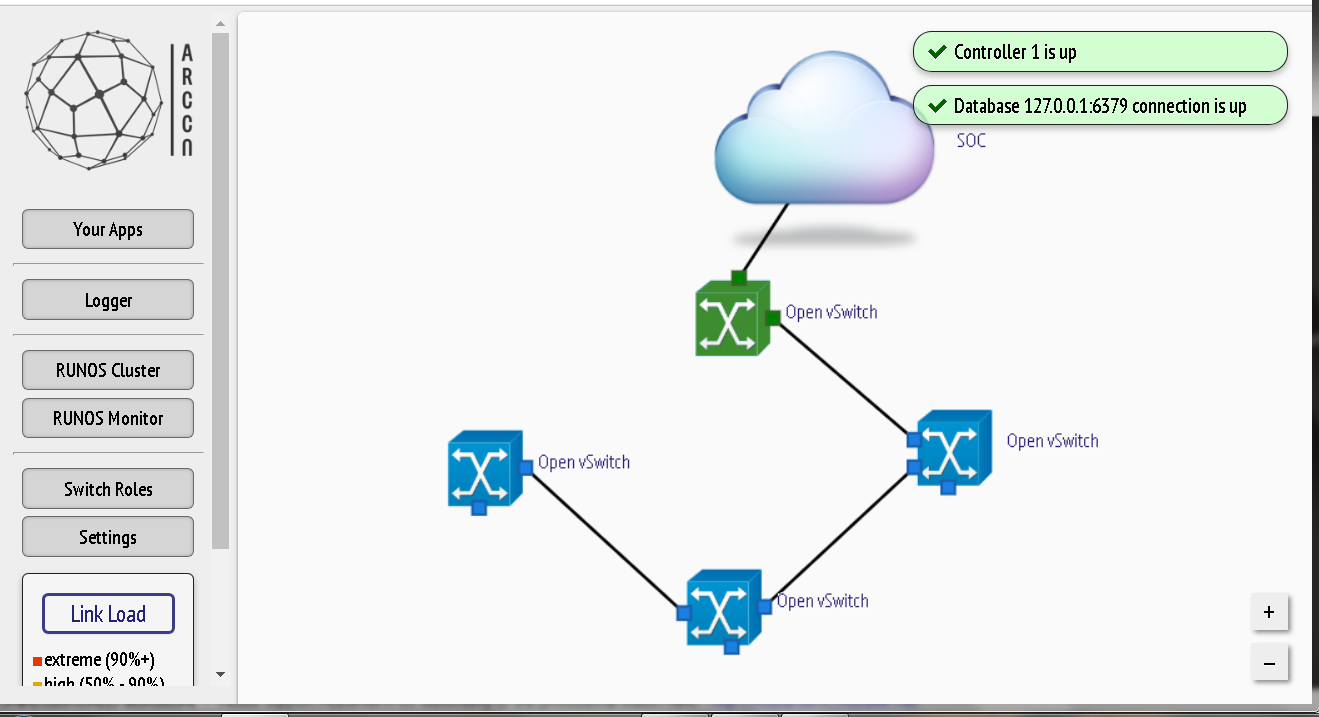 ARCCN
Your Apps
Logger
RUNOS Cluster
RUNOS Monitor
Switch Roles
Settings
Link Load
extreme (90%+)
high (50% - 90%)
Controller 1 is up
Database 127.0.0.1:6379 connection is up
SOC
Open vSwitch
Open vSwitch
Open vSwitch
Open vSwitch
+
−